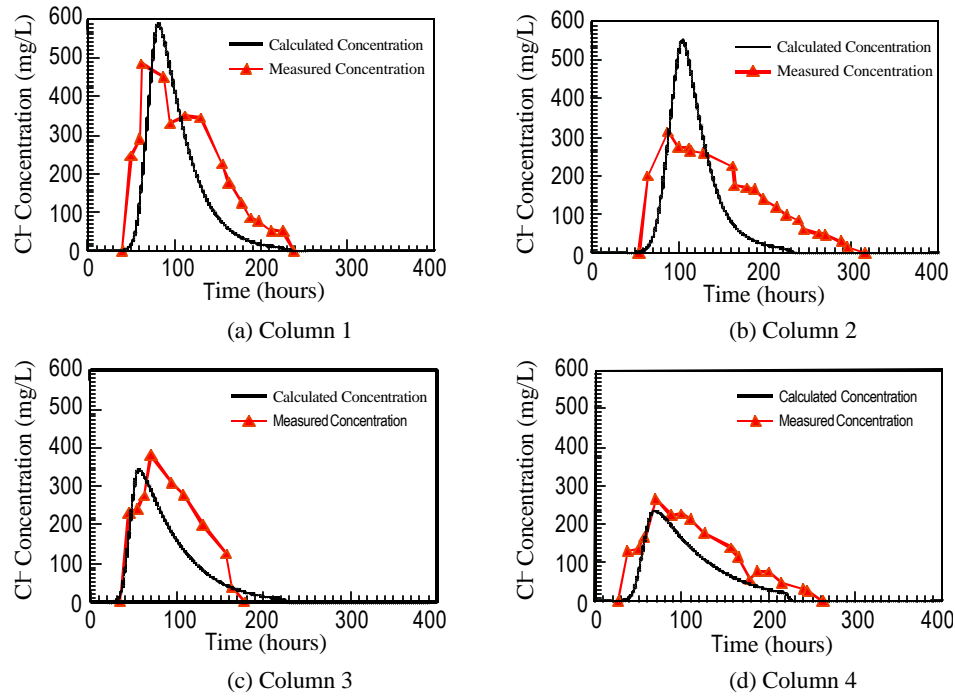 Cl⁻ Concentration (mg/L)
600
500
400
300
200
100
0
Calculated Concentration
Measured Concentration
0 100 200 300 400
Time (hours)
(a) Column 1
Cl⁻ Concentration (mg/L)
600
500
400
300
200
100
0
Calculated Concentration
Measured Concentration
0 100 200 300 400
Time (hours)
(b) Column 2
Cl⁻ Concentration (mg/L)
600
500
400
300
200
100
0
Calculated Concentration
Measured Concentration
0 100 200 300 400
Time (hours)
(c) Column 3
Cl⁻ Concentration (mg/L)
600
500
400
300
200
100
0
Calculated Concentration
Measured Concentration
0 100 200 300 400
Time (hours)
(d) Column 4